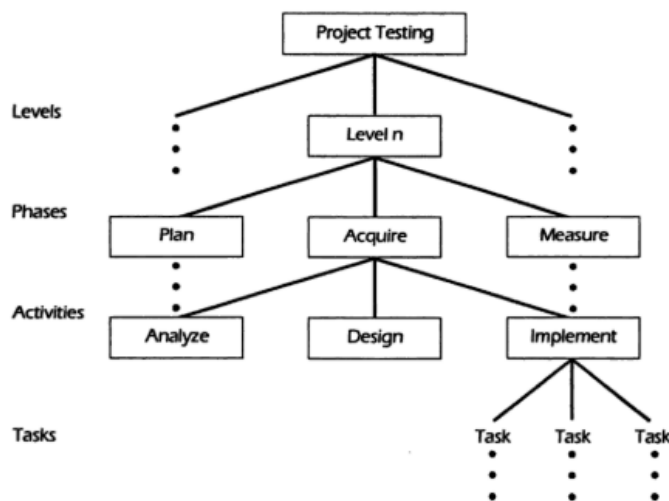 Project Testing
Levels
Level n
Phases
Plan
Acquire
Measure
Activities
Analyze
Design
Implement
Tasks
Task
Task
Task